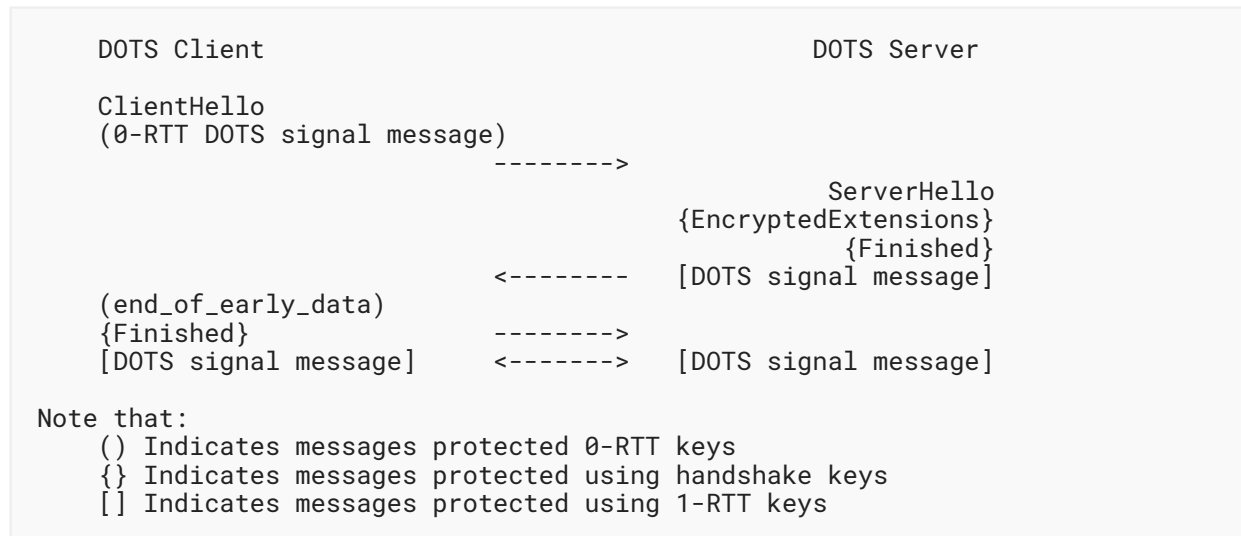 DOTS Client                                    DOTS Server
ClientHello
(0-RTT DOTS signal message)
-------->
ServerHello
{EncryptedExtensions}
{Finished}
<--------   [DOTS signal message]
(end_of_early_data)
{Finished}                -------->
[DOTS signal message]     <------->   [DOTS signal message]
Note that:
() Indicates messages protected 0-RTT keys
{} Indicates messages protected using handshake keys
[] Indicates messages protected using 1-RTT keys